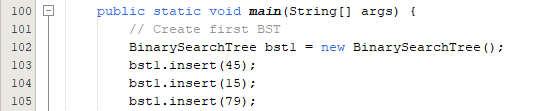 100 public static void main(String[] args) {
101 // Create first BST
102 BinarySearchTree bst1 = new BinarySearchTree();
103 bst1.insert(45);
104 bst1.insert(15);
105 bst1.insert(79);